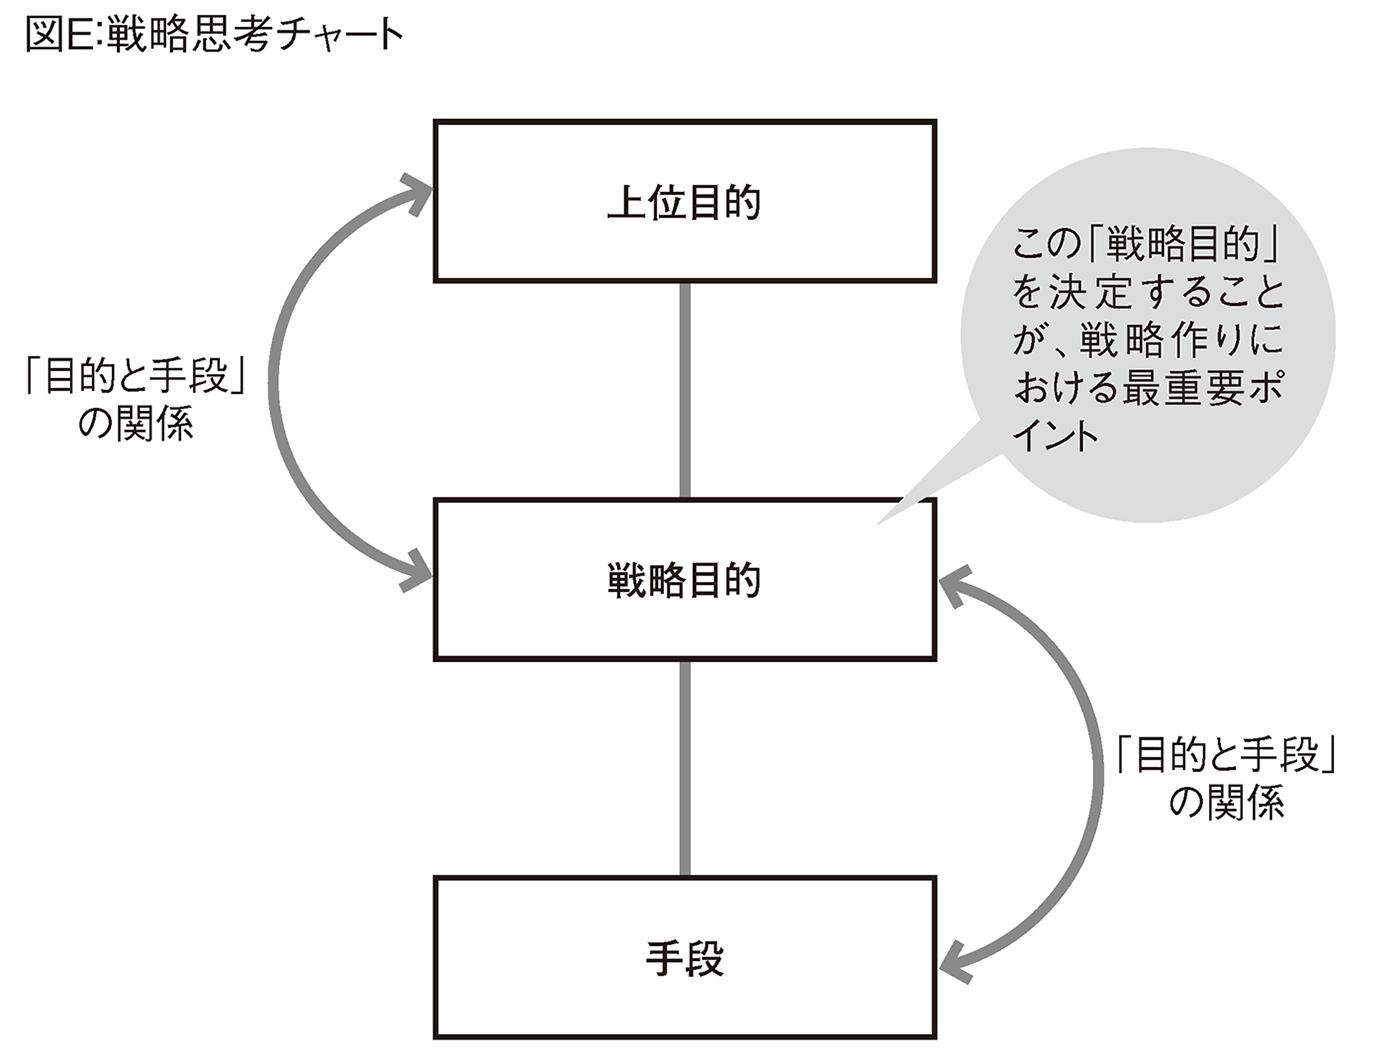 図E:戦略思考チャート
上位目的
この「戦略目的」
を決定すること
が、戦略作りに
おける最重要ポ
イント
「目的と手段」
の関係
戦略目的
「目的と手段」
の関係
手段